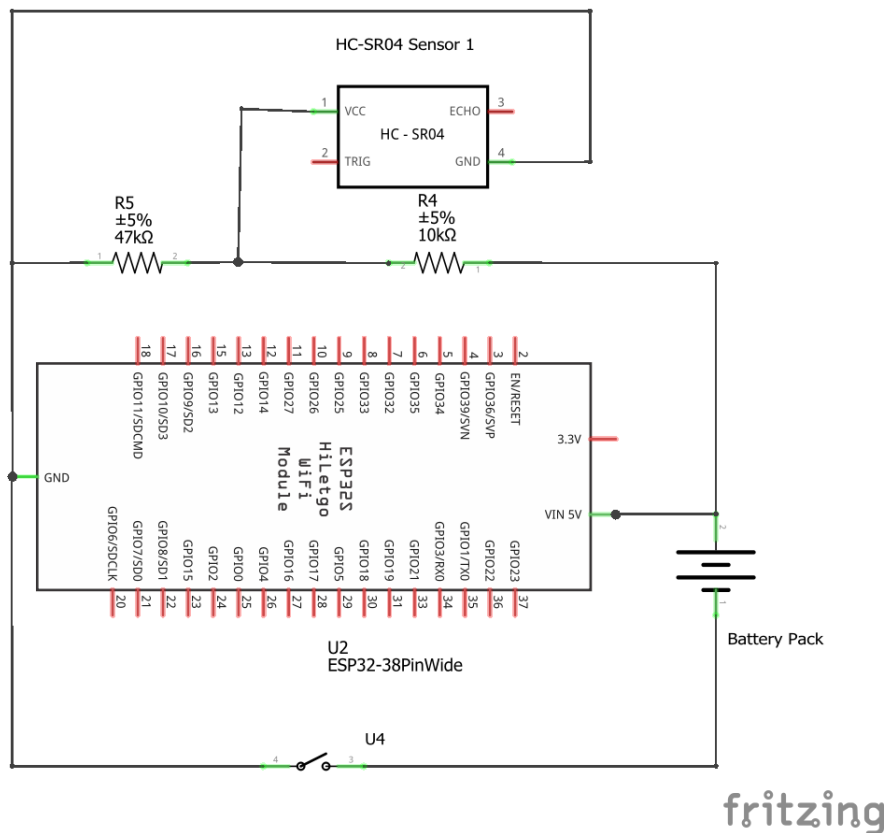 HC-SR04 Sensor 1
1
VCC
ECHO
3
HC - SR04
2
TRIG
GND
4
R5
±5%
47kΩ
R4
±5%
10kΩ
1
2
2
1
18
17
16
15
13
12
11
10
9
8
7
6
5
4
3
2
GPIO11/SDCMD
GPIO10/SD3
GPIO9/SD2
GPIO13
GPIO12
GPIO14
GPIO27
GPIO26
GPIO25
GPIO33
GPIO32
GPIO35
GPIO34
GPIO39/SVN
GPIO36/SVP
EN/RESET
3.3V
ESP32S
HiLetgo
WiFi
Module
GND
VIN 5V
GPIO6/SDCLK
GPIO7/SD0
GPIO8/SD1
GPIO15
GPIO2
GPIO0
GPIO4
GPIO16
GPIO17
GPIO5
GPIO18
GPIO19
GPIO21
GPIO3/RX0
GPIO1/TX0
GPIO22
GPIO23
20
21
22
23
24
25
26
27
28
29
30
31
33
34
35
36
37
2
1
Battery Pack
U2
ESP32-38PinWide
U4
4
3
fritzing